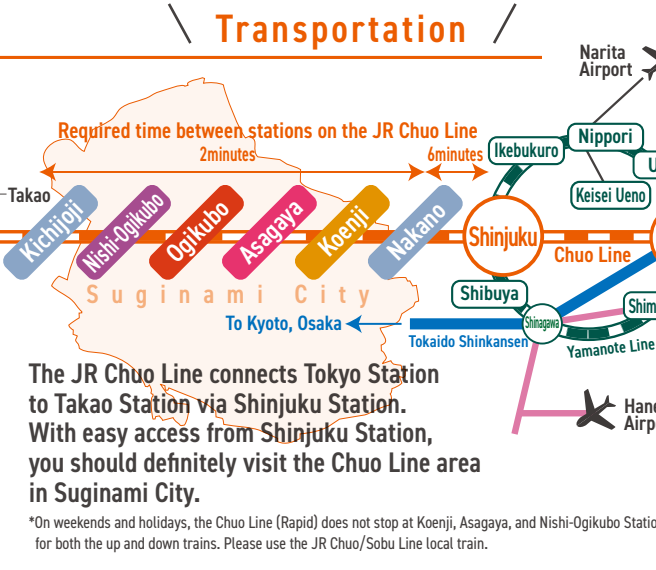 Transportation
Narita
Airport
Required time between stations on the JR Chuo Line
2minutes
6minutes
Ikebukuro
Nippori
Keisei Ueno
Takao
Kichijoji
Nishi-Ogikubo
Ogikubo
Asagaya
Koenji
Nakano
Shinjuku
Chuo Line
Suginami City
Shibuya
To Kyoto, Osaka
Shinagawa
Tokaido Shinkansen
Yamanote Line
The JR Chuo Line connects Tokyo Station
to Takao Station via Shinjuku Station.
With easy access from Shinjuku Station,
you should definitely visit the Chuo Line area
in Suginami City.
*On weekends and holidays, the Chuo Line (Rapid) does not stop at Koenji, Asagaya, and Nishi-Ogikubo
for both the up and down trains. Please use the JR Chuo/Sobu Line local train.